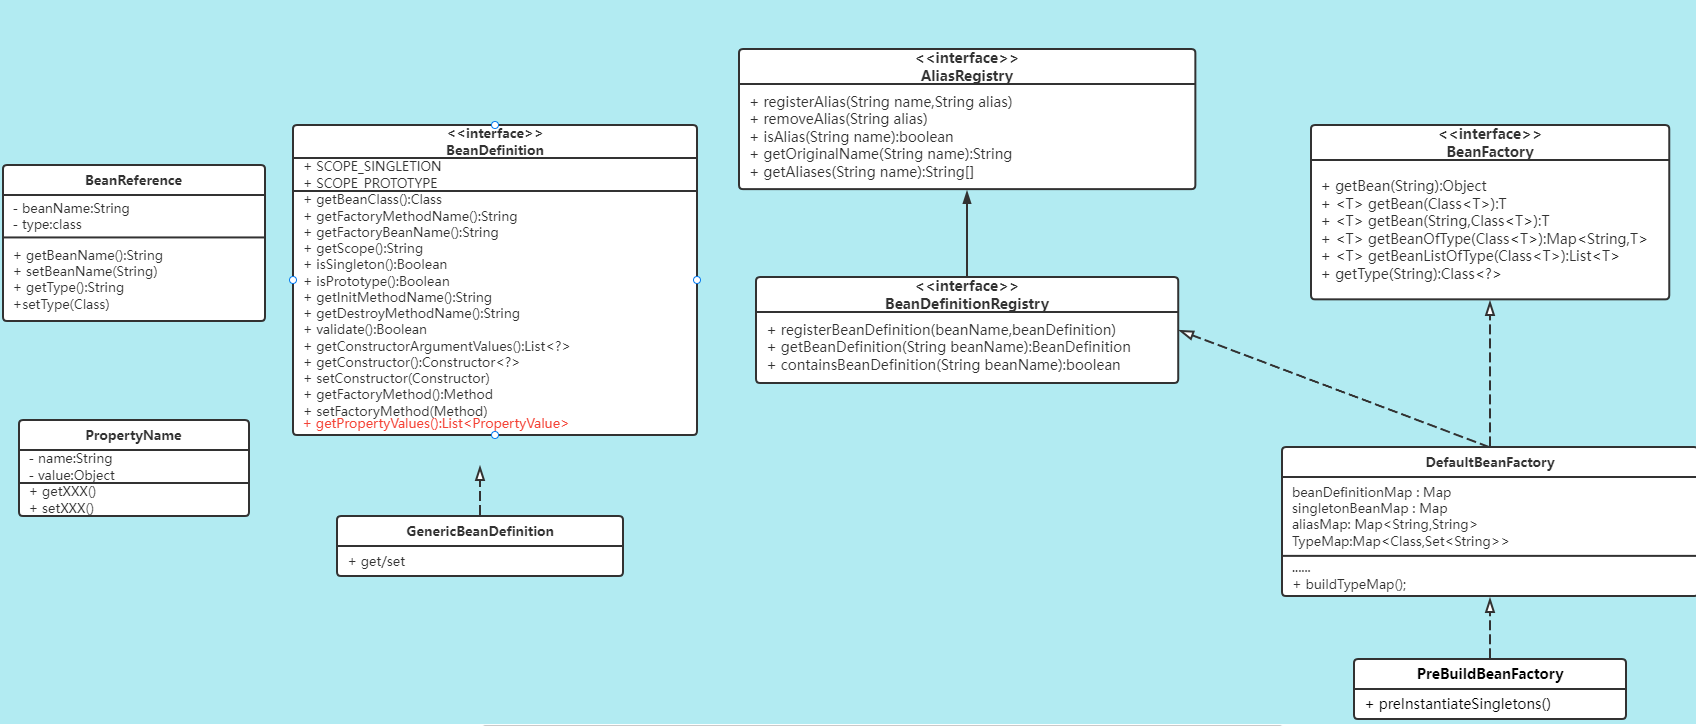 BeanReference
- beanName:String
- type:class
+ getBeanName():String
+ setBeanName(String)
+ getType():String
+setType(Class)
PropertyName
- name:String
- value:Object
+ getXXX()
+ setXXX()
<<interface>>
BeanDefinition
+ SCOPE_SINGLETION
+ SCOPE_PROTOTYPE
+ getBeanClass():Class
+ getFactoryMethodName():String
+ getFactoryBeanName():String
+ getScope():String
+ isSingleton():Boolean
+ isPrototype():Boolean
+ getInitMethodName():String
+ getDestroyMethodName():String
+ validate():Boolean
+ getConstructorArgumentValues():List<?>
+ getConstructor():Constructor<?>
+ setConstructor(Constructor)
+ getFactoryMethod():Method
+ setFactoryMethod(Method)
+ getPropertyValues():List<PropertyValue>
GenericBeanDefinition
+ get/set
<<interface>>
AliasRegistry
+ registerAlias(String name,String alias)
+ removeAlias(String alias)
+ isAlias(String name):boolean
+ getOriginalName(String name):String
+ getAliases(String name):String[]
<<interface>>
BeanDefinitionRegistry
+ registerBeanDefinition(beanName,beanDefinition)
+ getBeanDefinition(String beanName):BeanDefinition
+ containsBeanDefinition(String beanName):boolean
<<interface>>
BeanFactory
+ getBean(String):Object
+ <T> getBean(Class<T>):T
+ <T> getBean(String,Class<T>):T
+ <T> getBeanOfType(Class<T>):Map<String,T>
+ <T> getBeanListOfType(Class<T>):List<T>
+ getType(String):Class<?>
DefaultBeanFactory
beanDefinitionMap : Map
singletonBeanMap : Map
aliasMap: Map<String,String>
TypeMap:Map<Class,Set<String>>
......
+ buildTypeMap();
PreBuildBeanFactory
+ preInstantiateSingletons()